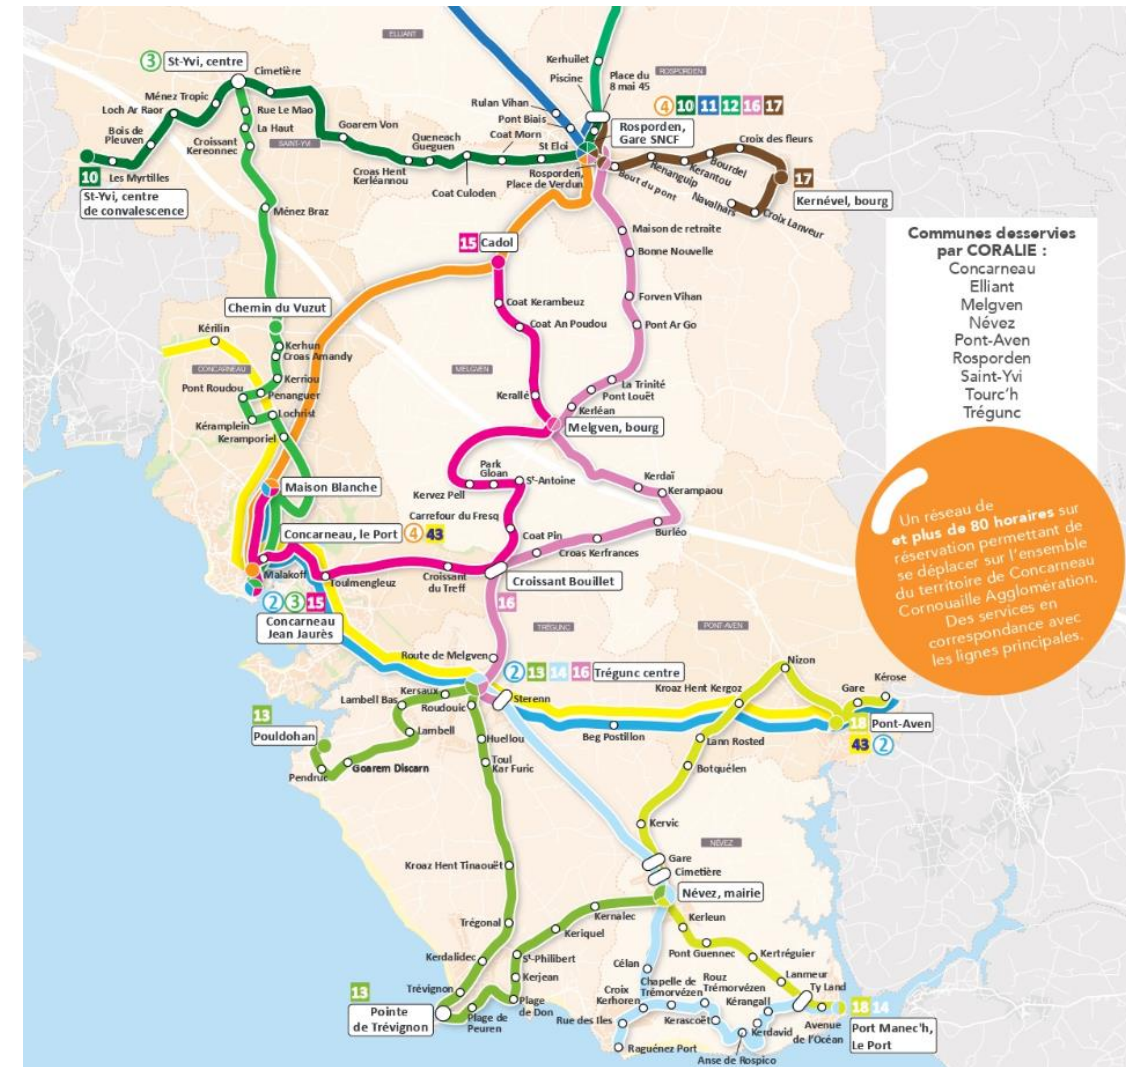 ELLIANT
Kerhuilet
Piscine
Place du
8 mai 45
ROSPORDEN
3 St-Yvi, centre
Cimetière
Ménez Tropic
Loch Ar Raor
Rue Le Mao
La Haut
Bois de
Pleuven
Croissant
Kereonnec
SAINT-YVI
Goarem Von
Les Myrtilles
10
St-Yvi, centre
de convalescence
Croas Hent
Kerléannou
Queneach
Gueguen
Coat Culoden
Coat Morn
St Eloi
Rulan Vihan
Pont Biais
4 10 11 12 16 17
Rosporden,
Gare SNCF
Rosporden,
Place de Verdun
Bout du pont
Renanguip
Kerantou
Bourdel
Croix des fleurs
17
Kernével, bourg
Navalhars
Croix Lanveur
Ménez Braz
15 Cadol
Maison de retraite
Bonne Nouvelle
Forven Vihan
Pont Ar Go
La Trinité
Pont Louët
Kerléan
Coat Kerambeuz
Coat An Poudou
MELGVEN
Kerallé
Melgven, bourg
Communes desservies
par CORALIE :
Concarneau
Elliant
Melgven
Névez
Pont-Aven
Rosporden
Saint-Yvi
Tourc'h
Trégunc
Chemin du Vuzut
Kérilin
Kerhun
Croas Amandy
CONCARNEAU
Kerriou
Pont Roudou
Penanguer
Lochrist
Kéramplein
Keramporiel
Maison Blanche
Concarneau, le Port 4 43
Malakoff
Toulmengleuz
2 3 15
Concarneau
Jean Jaurès
Park
Gloan
St-Antoine
Kervez Pell
Carrefour du Fresq
Coat Pin
Croissant
du Treff
Croas Kerfrances
Kerdaï
Kerampaou
Burléo
Croissant Bouillet
16
Un réseau de
et plus de 80 horaires sur
réservation permettant de
se déplacer sur l'ensemble
du territoire de Concarneau
Cornouaille Agglomération.
Des services en
correspondance avec
les lignes principales.
TRÉGUNC
PONT-AVEN
Route de Melgven
2 13 14 16 Trégunc centre
Nizon
Kroaz Hent Kergoz
Gare
Kérose
18 Pont-Aven
43 2
Kersaux
Lambell Bas
Roudouic
Sterenn
Beg Postillon
Lann Rosted
Botquélen
13
Pouldohan
Lambell
Goarem Discarn
Pendruc
Huellou
Toul
Kar Furic
Kervic
NÉVEZ
Gare
Cimetière
Névez, mairie
Kroaz Hent Tinaouët
Trégonal
Kerdalidec
Trévignon
13
Pointe
de Trévignon
Plage de
Peuren
Plage
de Don
Kerjean
St-Philibert
Keriquel
Kernalec
Kerleun
Pont Guennec
Kertréguier
Lanmeur
Ty Land
Célan
Chapelle de
Trémorvézen
Rouz
Trémorvézen
Croix
Kerhoren
Kérangall
Rue des Iles
Kerascoët
Kerdavid
Raguénez Port
Anse de Rospico
Avenue
de l'Océan
18 14
Port Manec'h,
Le Port